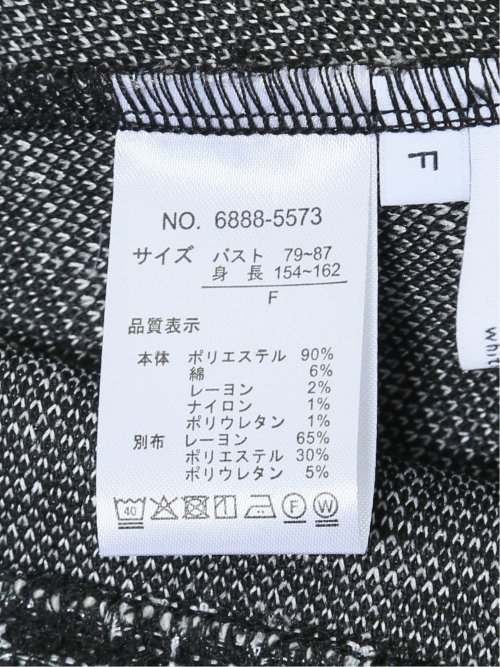 NO. 6888-5573
サイズ バスト 79~87
身 長 154~162
F
品質表示
本体 ポリエステル 90%
綿 6%
レーヨン 2%
ナイロン 1%
ポリウレタン 1%
別布 レーヨン 65%
ポリエステル 30%
ポリウレタン 5%
40 F W
F
whit